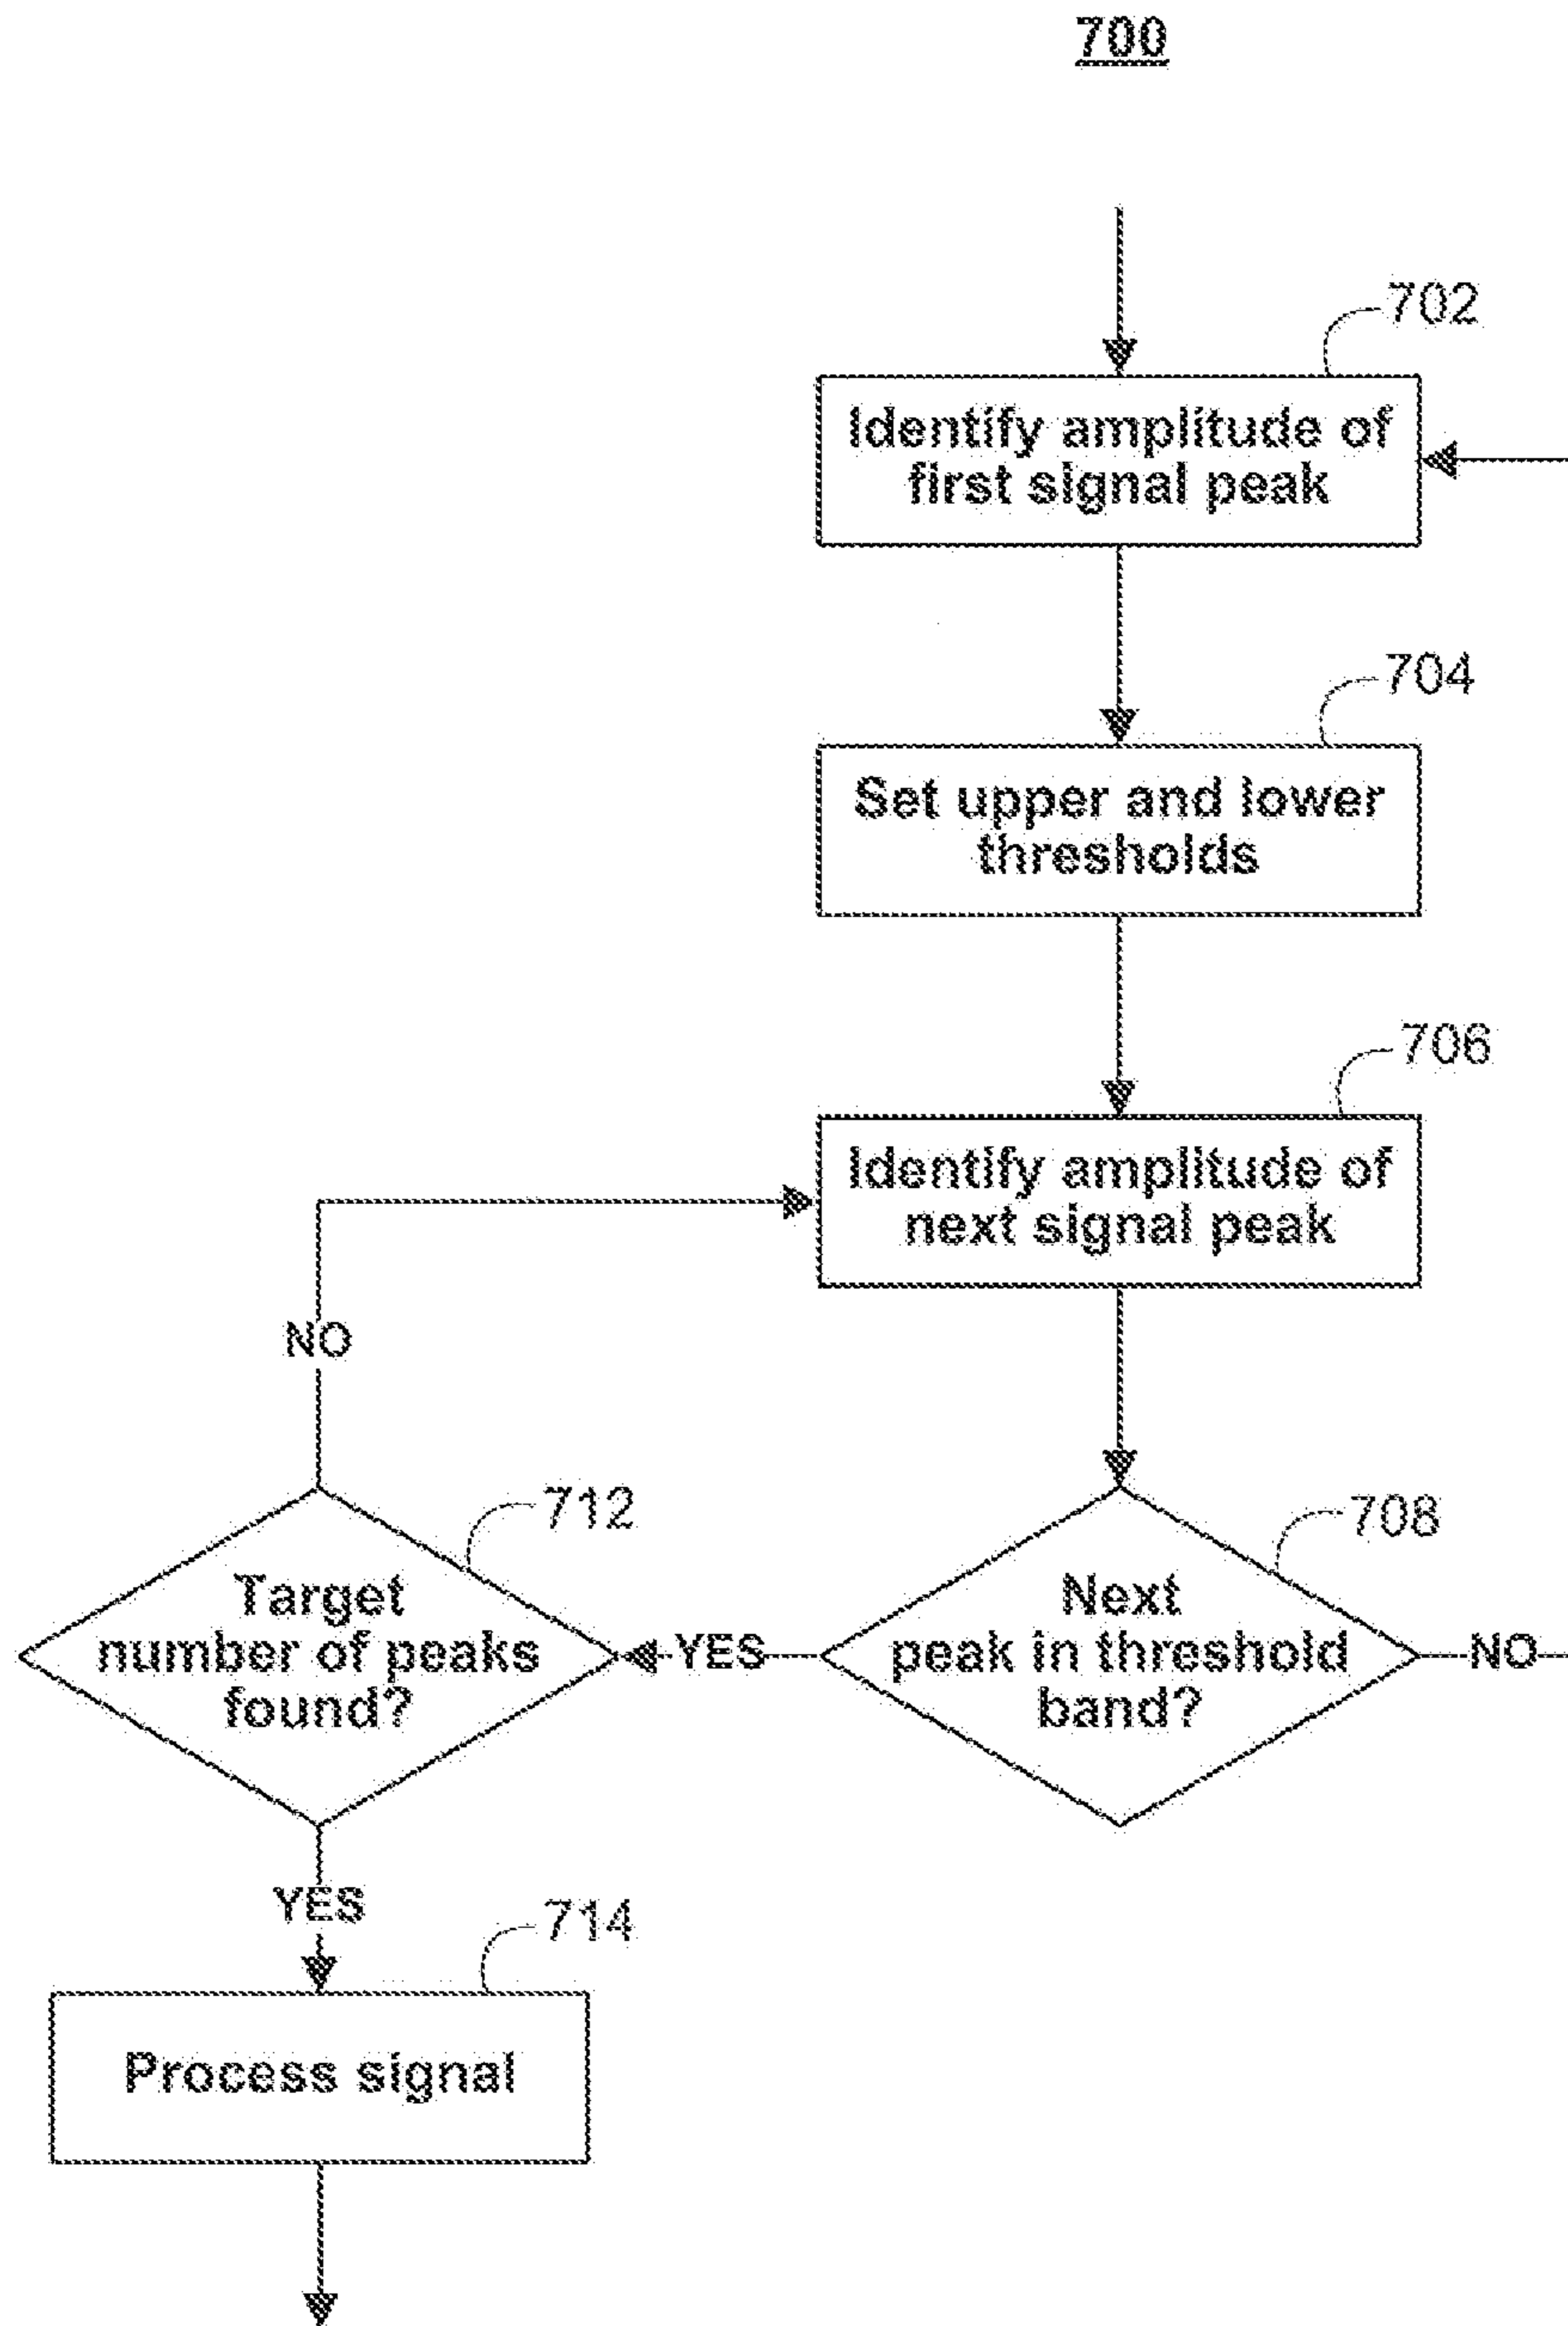 700
702
Identify amplitude of
first signal peak
704
Set upper and lower
thresholds
706
Identify amplitude of
next signal peak
NO
712
Target
number of peaks
found?
YES
708
Next
peak in threshold
band?
NO
YES
714
Process signal